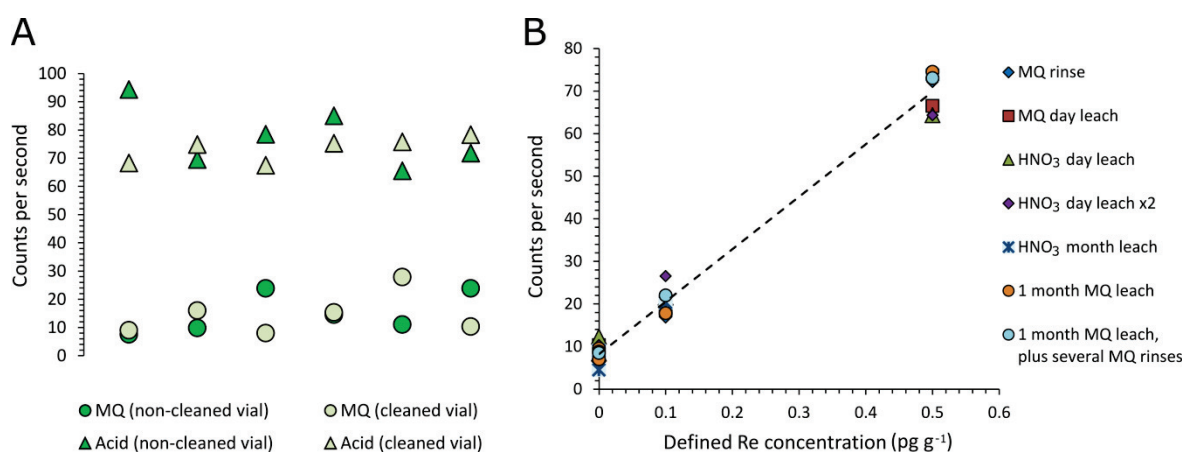 A
Counts per second
100
90
80
70
60
50
40
30
20
10
0
MQ (non-cleaned vial)
MQ (cleaned vial)
Acid (non-cleaned vial)
Acid (cleaned vial)
B
Counts per second
80
70
60
50
40
30
20
10
0
0
0.1
0.2
0.3
0.4
0.5
0.6
Defined Re concentration (pg g⁻¹)
MQ rinse
MQ day leach
HNO₃ day leach
HNO₃ day leach x2
HNO₃ month leach
1 month MQ leach
1 month MQ leach,
plus several MQ rinses